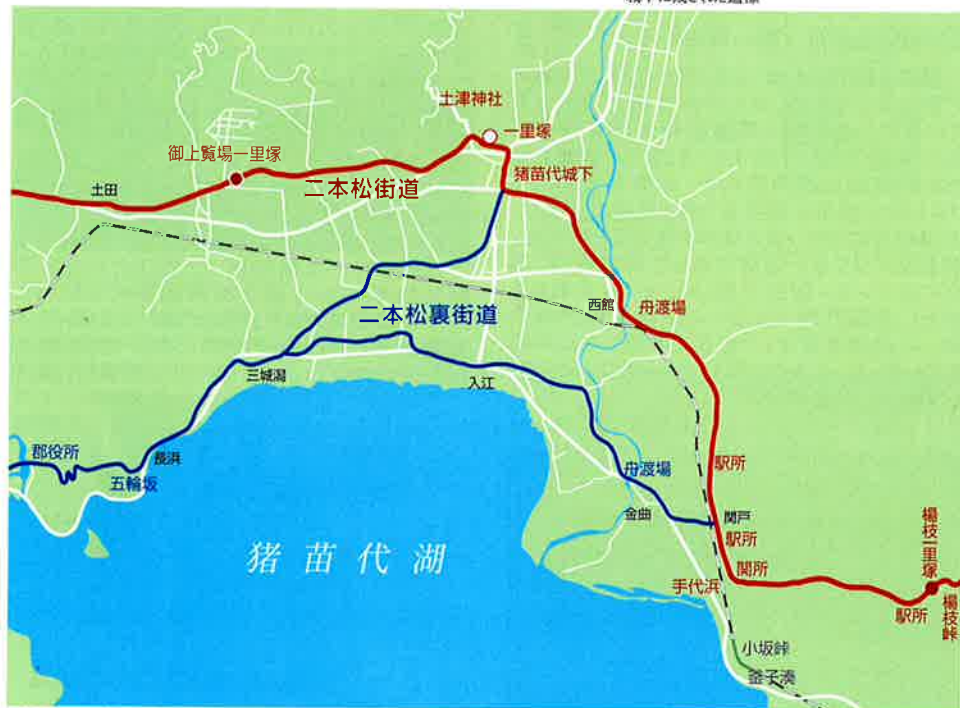 土津神社
一里塚
御上覧場一里塚
猪苗代城下
土田
二本松街道
西館
舟渡場
二本松裏街道
三城潟
入江
駅所
郡役所
長浜
五輪坂
舟渡場
金曲
関戸
駅所
楊枝一里塚
猪苗代湖
関所
手代浜
駅所
楊枝峠
小坂峠
釜子湊